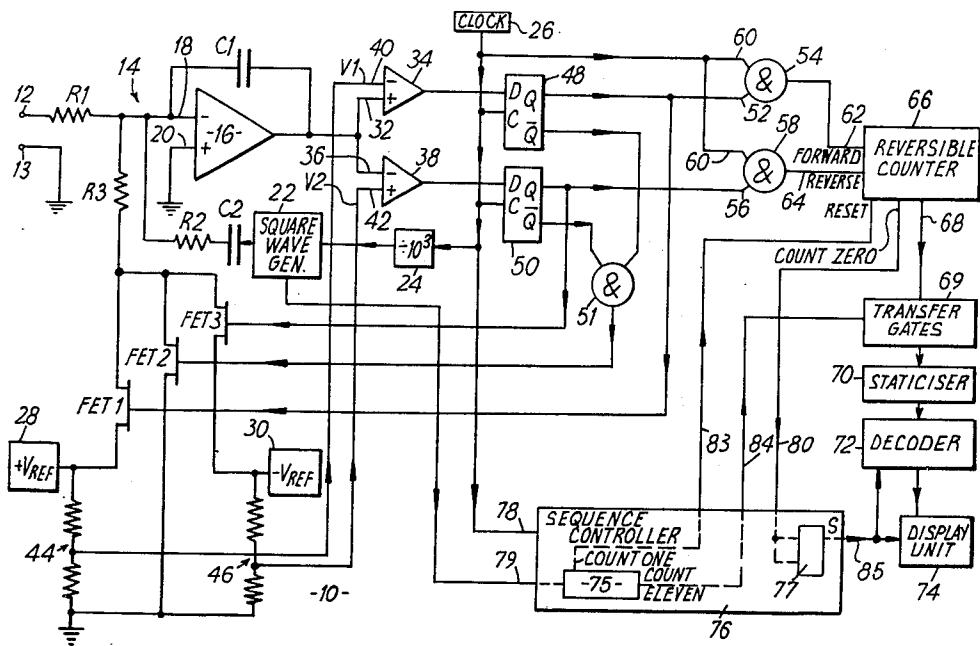 CLOCK
26
C1
40
34
60
54
V1
48
14
18
&
66
12
R1
-
-
D Q
52
62
+
C Q̄
58
20
-16-
32
REVERSIBLE
COUNTER
+
60
FORWARD
&
13
36
38
REVERSE
-
64
R3
V2
+
D Q
56
RESET
22
42
C Q̄
68
R2
C2
SQUARE
WAVE
GEN.
÷10³
50
COUNT ZERO
24
&
69
51
TRANSFER
GATES
FET3
FET 2
70
STATICISER
FET 1
28
30
83
84
80
72
DECODER
+VREF
-VREF
78
SEQUENCE
CONTROLLER
S
DISPLAY
UNIT
44
46
79
COUNT ONE
85
-10-
-75-
COUNT
ELEVEN
77
74
76